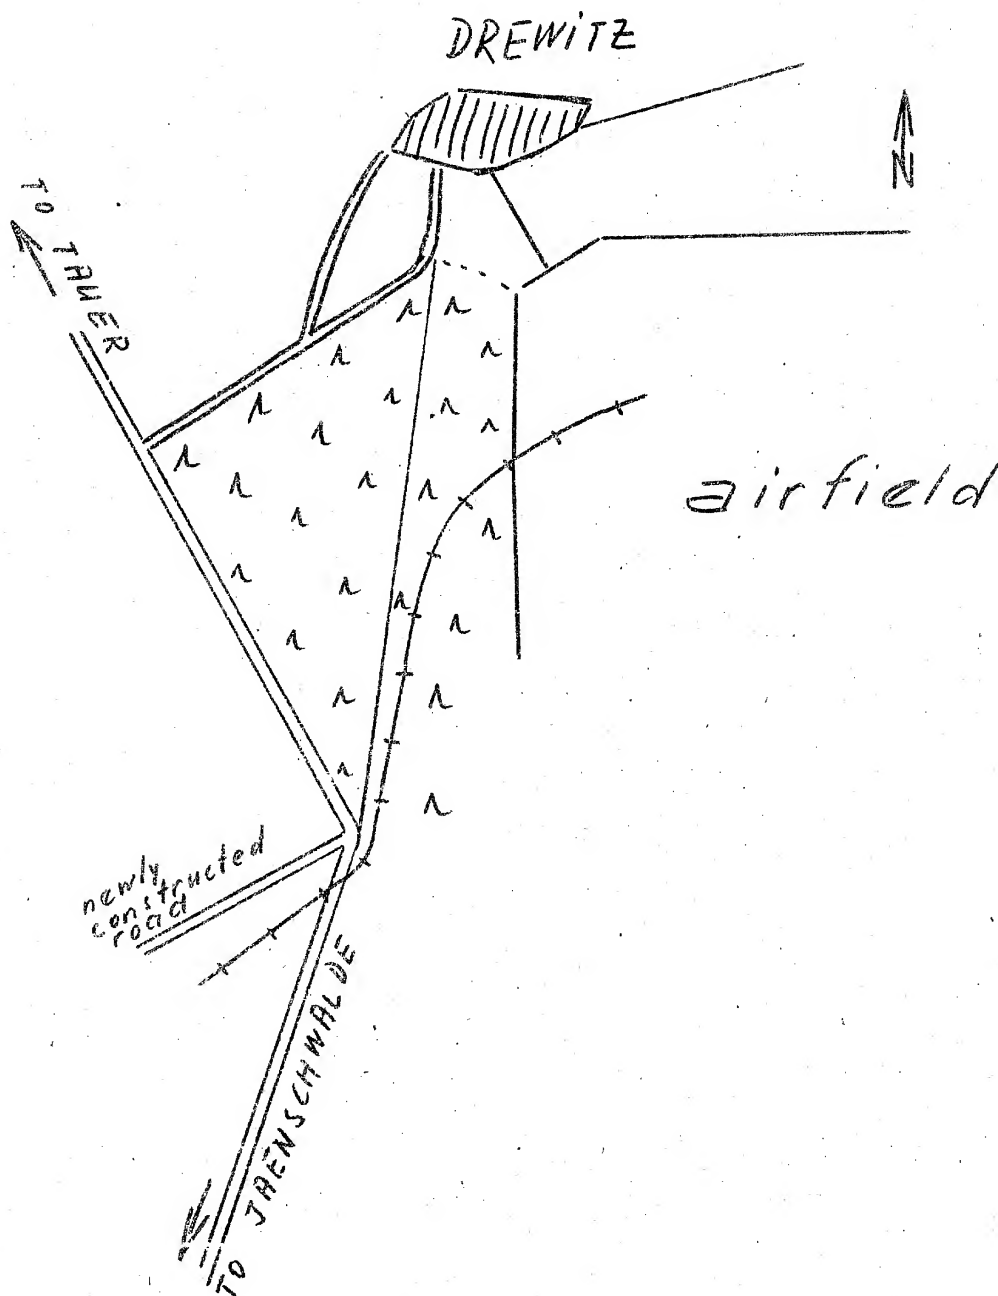 DREWITZ
N
TO TAUER
airfield
newly
constructed
road
TO JAENSCHWALDE